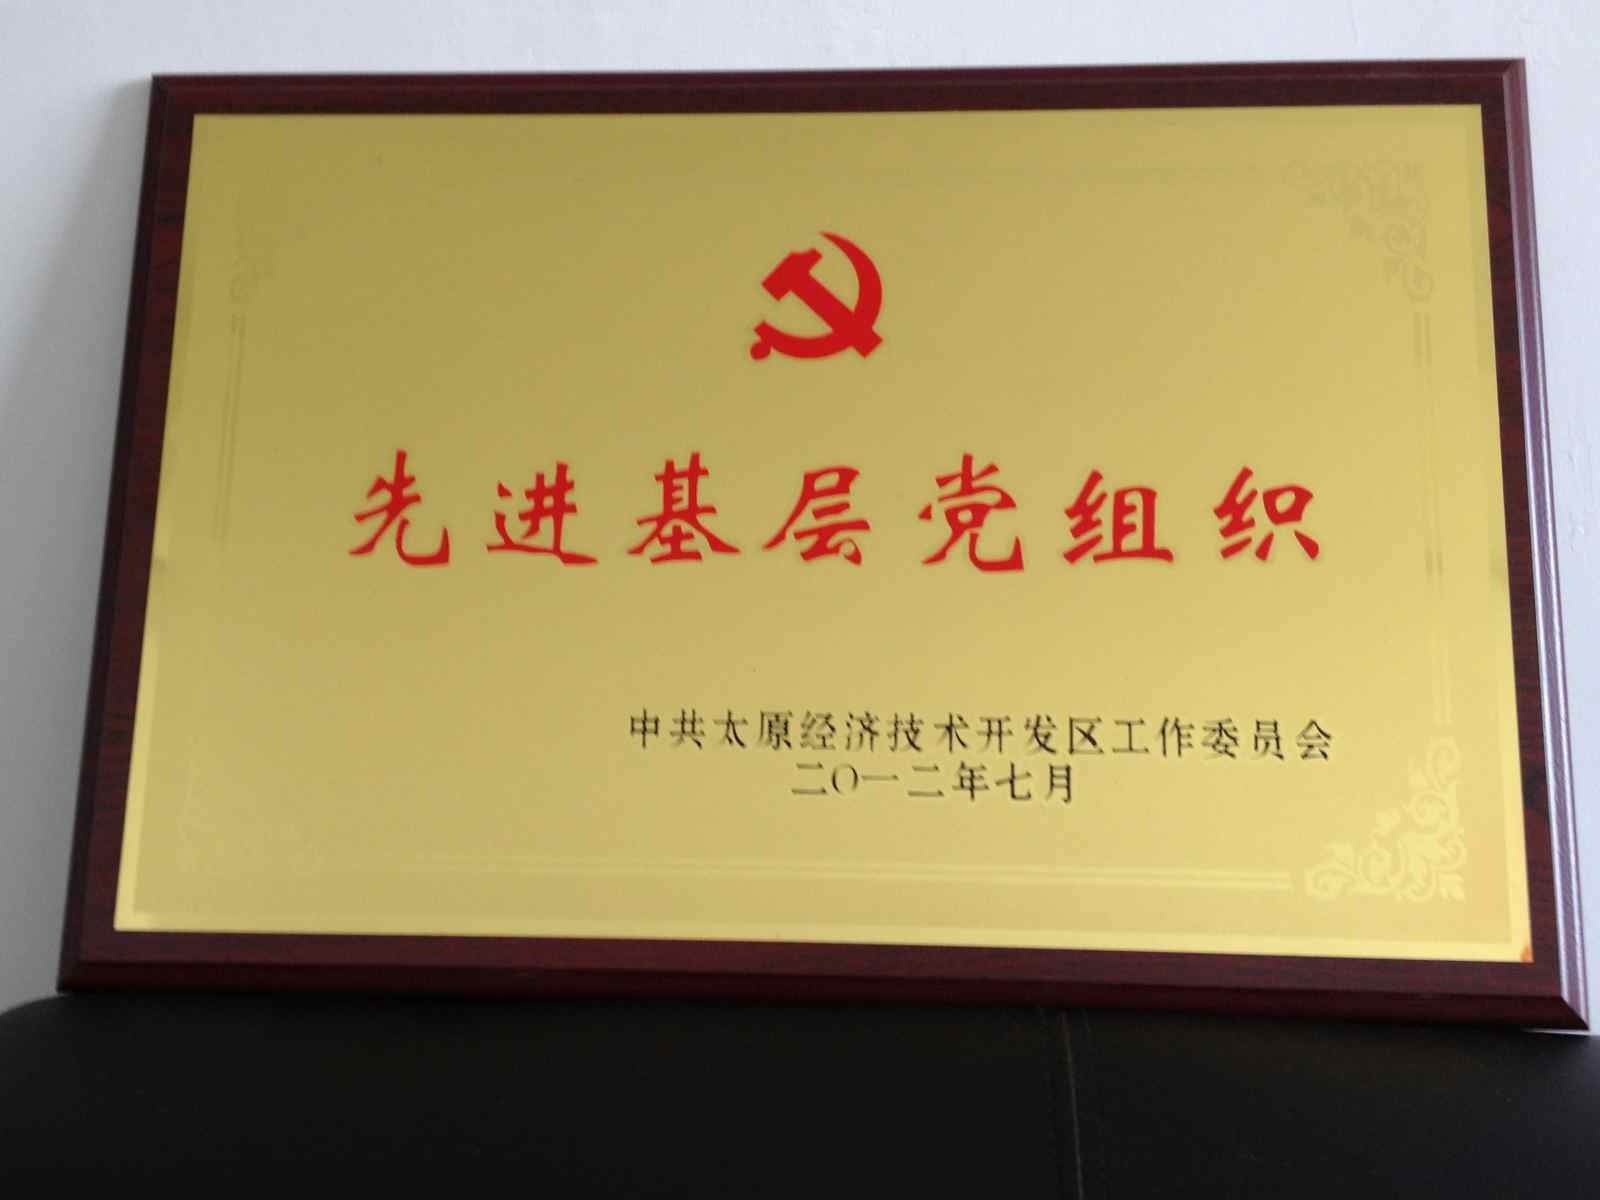 先进基层党组织
中共太原经济技术开发区工作委员会
二〇一二年七月